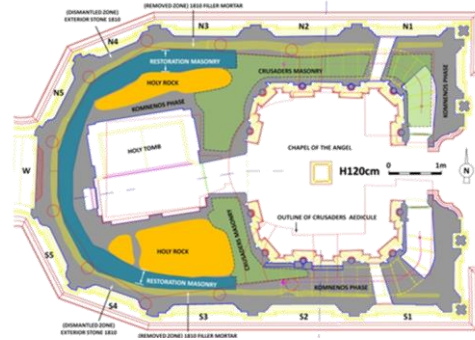 (DISMANTLED ZONE)
EXTERIOR STONE 1810
(REMOVED ZONE) 1810 FILLER MORTAR
N5
N4
N3
N2
N1
RESTORATION MASONRY
HOLY ROCK
CRUSADERS MASONRY
KOMNENOS PHASE
KOMNENOS PHASE
HOLY TOMB
CHAPEL OF THE ANGEL
H120cm
0
1m
W
N
OUTLINE OF CRUSADERS AEDICULE
CRUSADERS MASONRY
HOLY ROCK
RESTORATION MASONRY
KOMNENOS PHASE
S5
S4
S3
S2
S1
(DISMANTLED ZONE)
EXTERIOR STONE 1810
(REMOVED ZONE) 1810 FILLER MORTAR